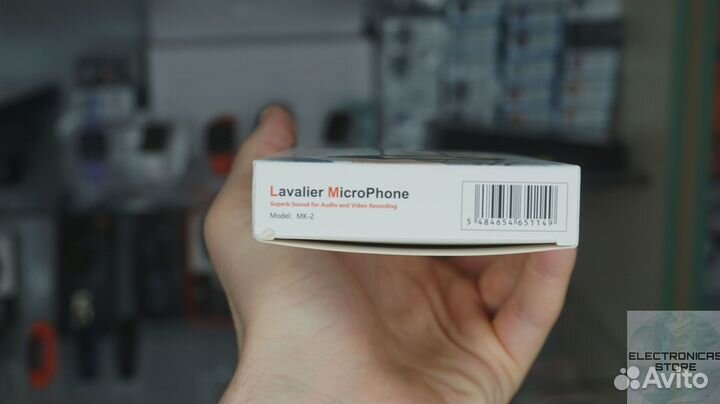 Lavalier MicroPhone
Superb Sound for Audio and Video Recording
Model: MK-2
5 484654 651149
ELECTRONICAS
STORE
Avito